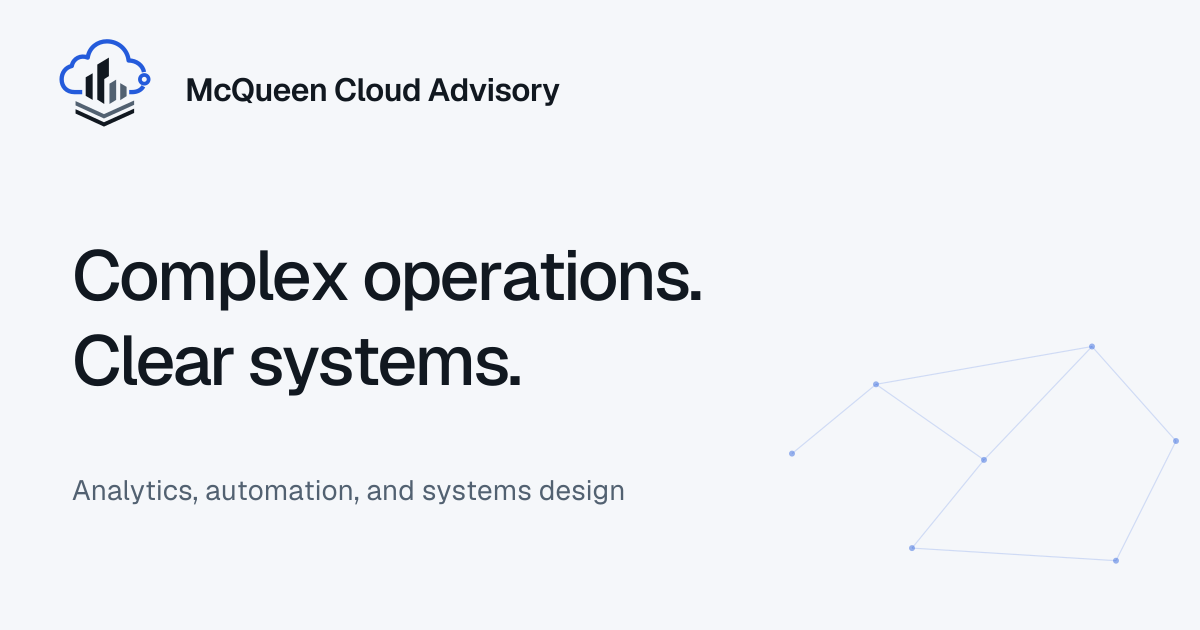 McQueen Cloud Advisory
Complex operations.
Clear systems.
Analytics, automation, and systems design